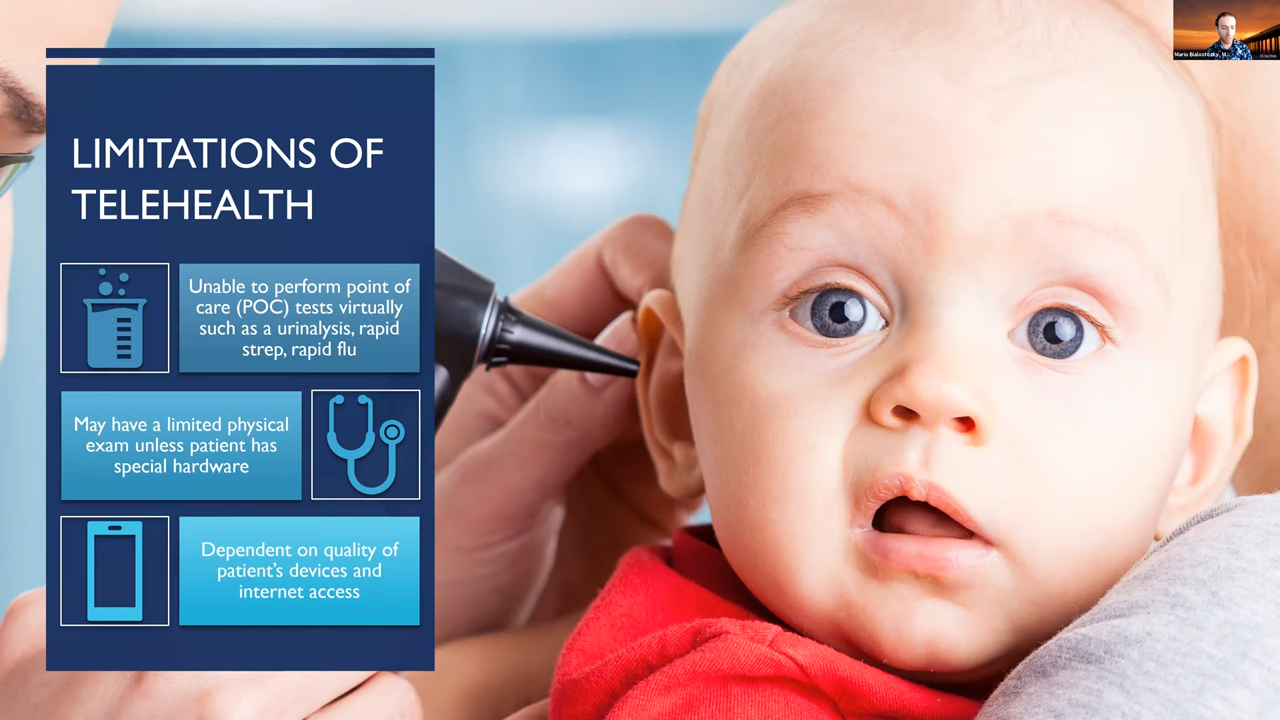 LIMITATIONS OF
TELEHEALTH
Unable to perform point of
care (POC) tests virtually
such as a urinalysis, rapid
strep, rapid flu
May have a limited physical
exam unless patient has
special hardware
Dependent on quality of
patient's devices and
internet access
Mario Bialostozky, M...